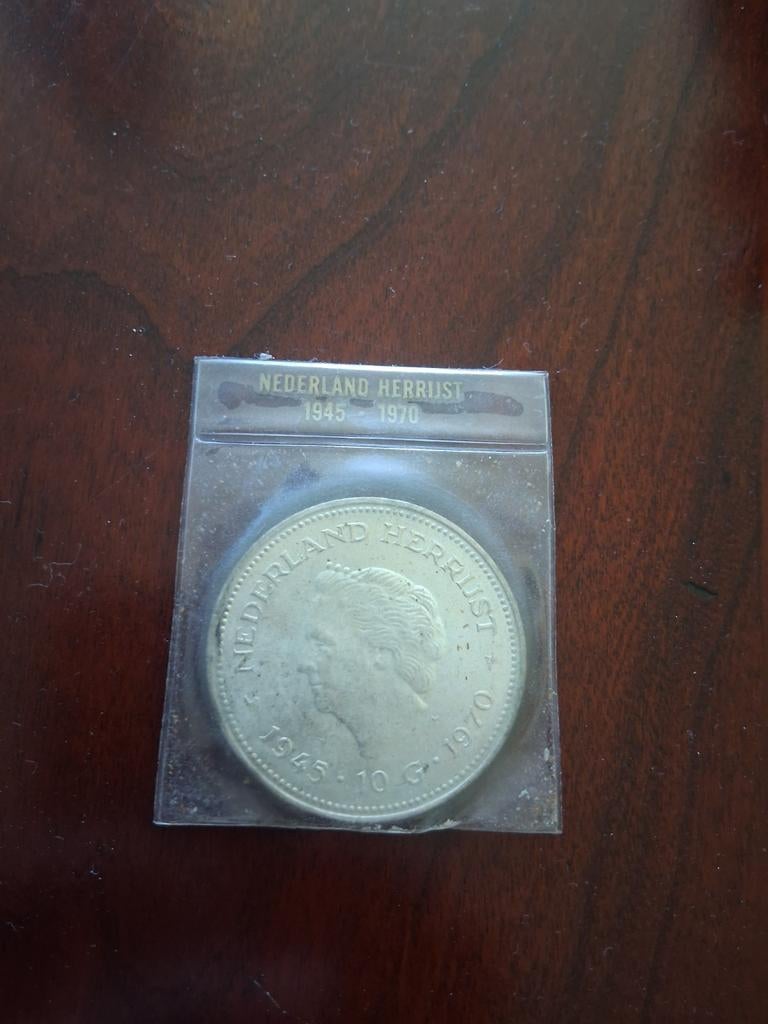 NEDERLAND HERRIJST
1945 1970
NEDERLAND HERRIJST
1945 · 10 G · 1970